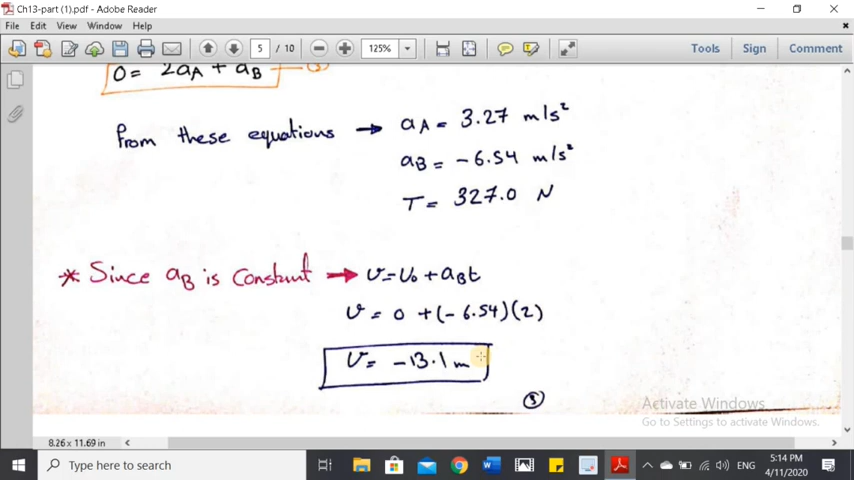 Ch13-part (1).pdf - Adobe Reader
File Edit View Window Help
5 / 10 125% Tools Sign Comment
0 = 2aA + aB
From these equations → aA = 3.27 m/s²
aB = -6.54 m/s²
T = 327.0 N
* Since aB is Constant → v = v₀ + aBt
v = 0 + (-6.54)(2)
v = -13.1 m
Activate Windows
Go to Settings to activate Windows.
8.26 x 11.69 in
Type here to search
ENG
5:14 PM
4/11/2020